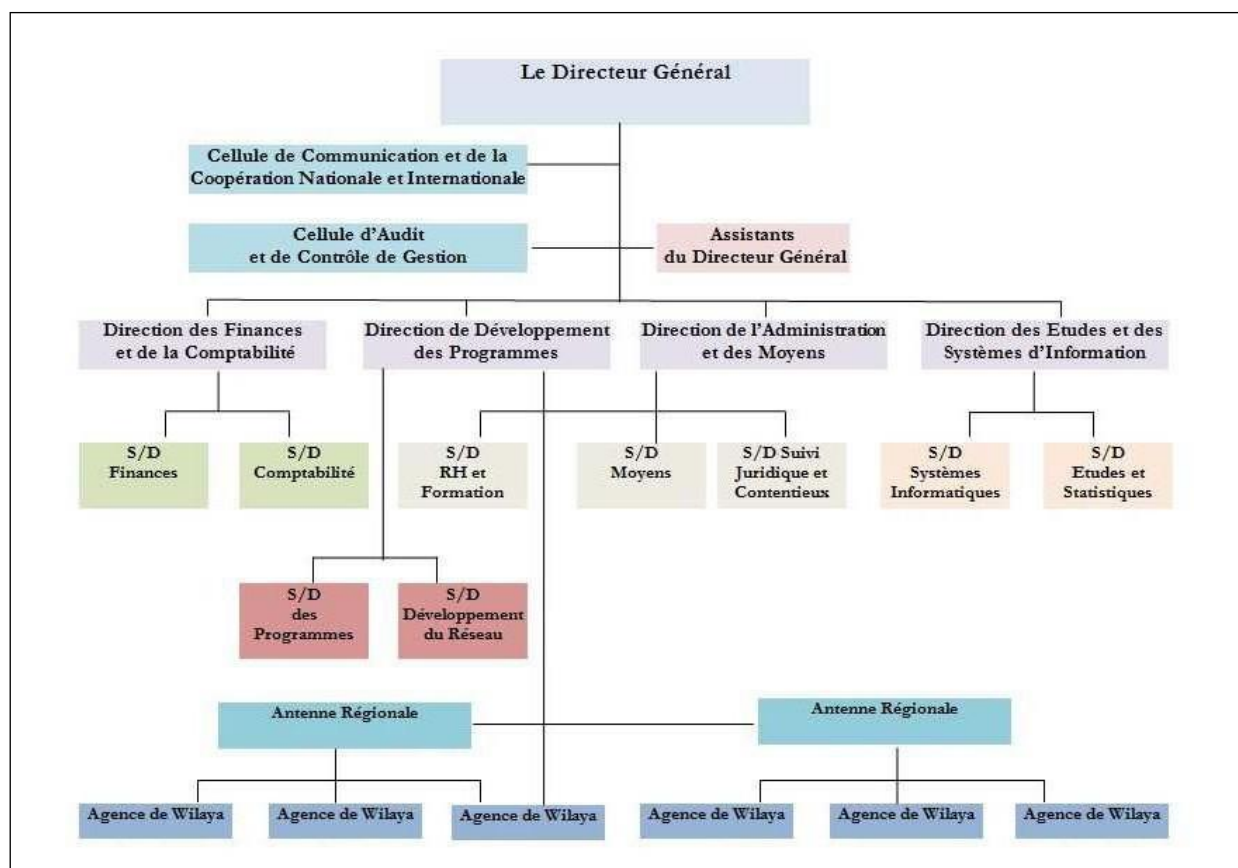 Le Directeur Général
Cellule de Communication et de la
Coopération Nationale et Internationale
Cellule d'Audit
et de Contrôle de Gestion
Assistants
du Directeur Général
Direction des Finances
et de la Comptabilité
Direction de Développement
des Programmes
Direction de l'Administration
et des Moyens
Direction des Etudes et des
Systèmes d'Information
S/D
Finances
S/D
Comptabilité
S/D
RH et
Formation
S/D
Moyens
S/D Suivi
Juridique et
Contentieux
S/D
Systèmes
Informatiques
S/D
Etudes et
Statistiques
S/D
des
Programmes
S/D
Développement
du Réseau
Antenne Régionale
Antenne Régionale
Agence de Wilaya
Agence de Wilaya
Agence de Wilaya
Agence de Wilaya
Agence de Wilaya
Agence de Wilaya